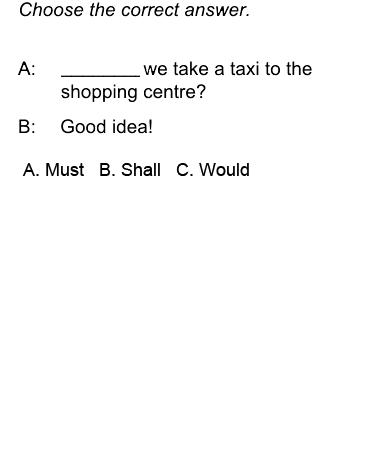 Choose the correct answer.
A: ________ we take a taxi to the
shopping centre?
B: Good idea!
A. Must B. Shall C. Would